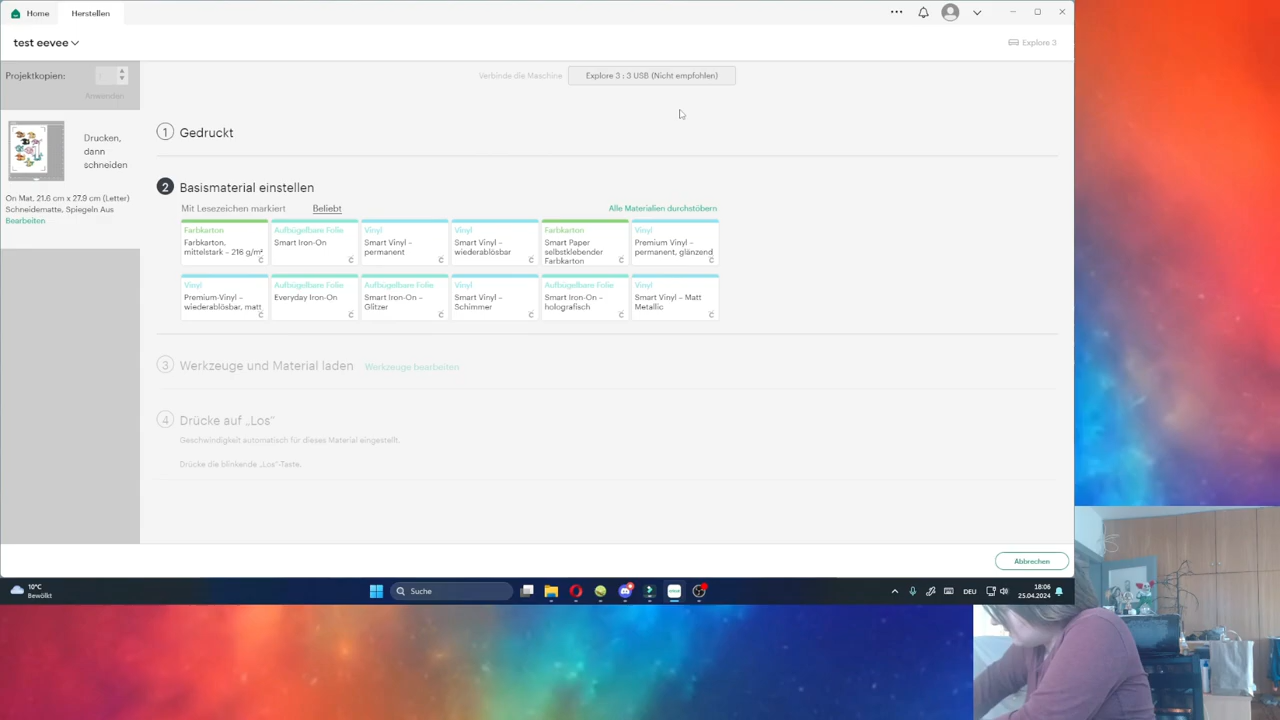 Home
Herstellen
test eevee
Explore 3
Projektkopien:
Anwenden
Verbinde die Maschine
Explore 3 : 3 USB (Nicht empfohlen)
Drucken,
dann
schneiden
On Mat, 21.6 cm x 27.9 cm (Letter)
Schneidematte, Spiegeln Aus
Bearbeiten
1 Gedruckt
2 Basismaterial einstellen
Mit Lesezeichen markiert
Beliebt
Alle Materialien durchstöbern
Farbkarton
Farbkarton,
mittelstark – 216 g/m²
Aufbügelbare Folie
Smart Iron-On
Vinyl
Smart Vinyl –
permanent
Vinyl
Smart Vinyl –
wiederablösbar
Farbkarton
Smart Paper
selbstklebender
Farbkarton
Vinyl
Premium Vinyl –
permanent, glänzend
Vinyl
Premium-Vinyl –
wiederablösbar, matt
Aufbügelbare Folie
Everyday Iron-On
Aufbügelbare Folie
Smart Iron-On –
Glitzer
Vinyl
Smart Vinyl –
Schimmer
Aufbügelbare Folie
Smart Iron-On –
holografisch
Vinyl
Smart Vinyl – Matt
Metallic
3 Werkzeuge und Material laden
Werkzeuge bearbeiten
4 Drücke auf „Los“
Geschwindigkeit automatisch für dieses Material eingestellt.
Drücke die blinkende „Los“-Taste.
Abbrechen
10°C
Bewölkt
Suche
DEU
18:06
25.04.2024